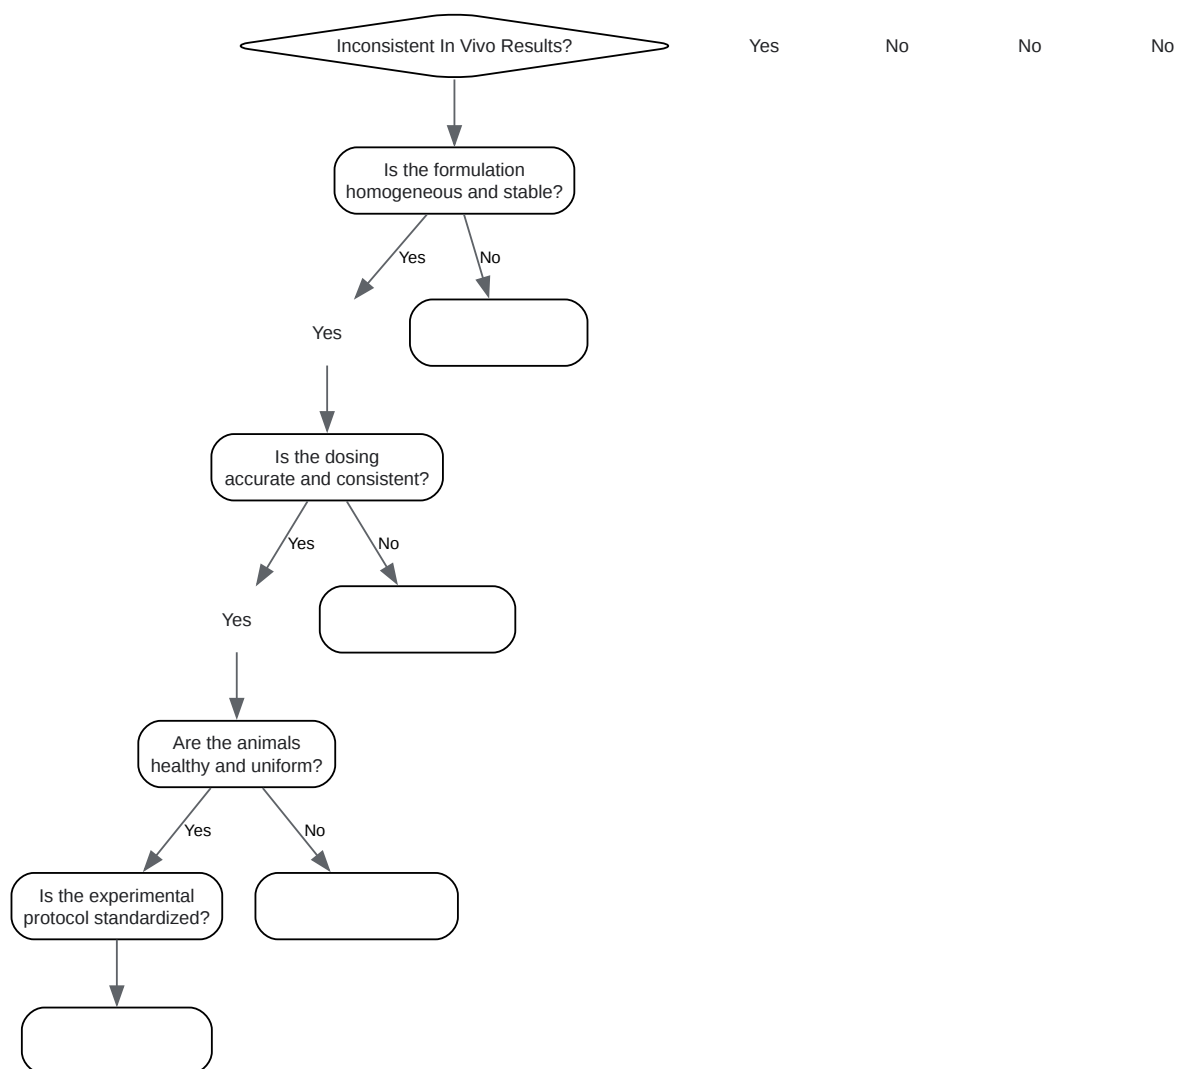 Inconsistent In Vivo Results?
Yes
No
No
No
Is the formulation
homogeneous and stable?
Yes
No
Yes
Is the dosing
accurate and consistent?
Yes
No
Yes
Are the animals
healthy and uniform?
Yes
No
Is the experimental
protocol standardized?